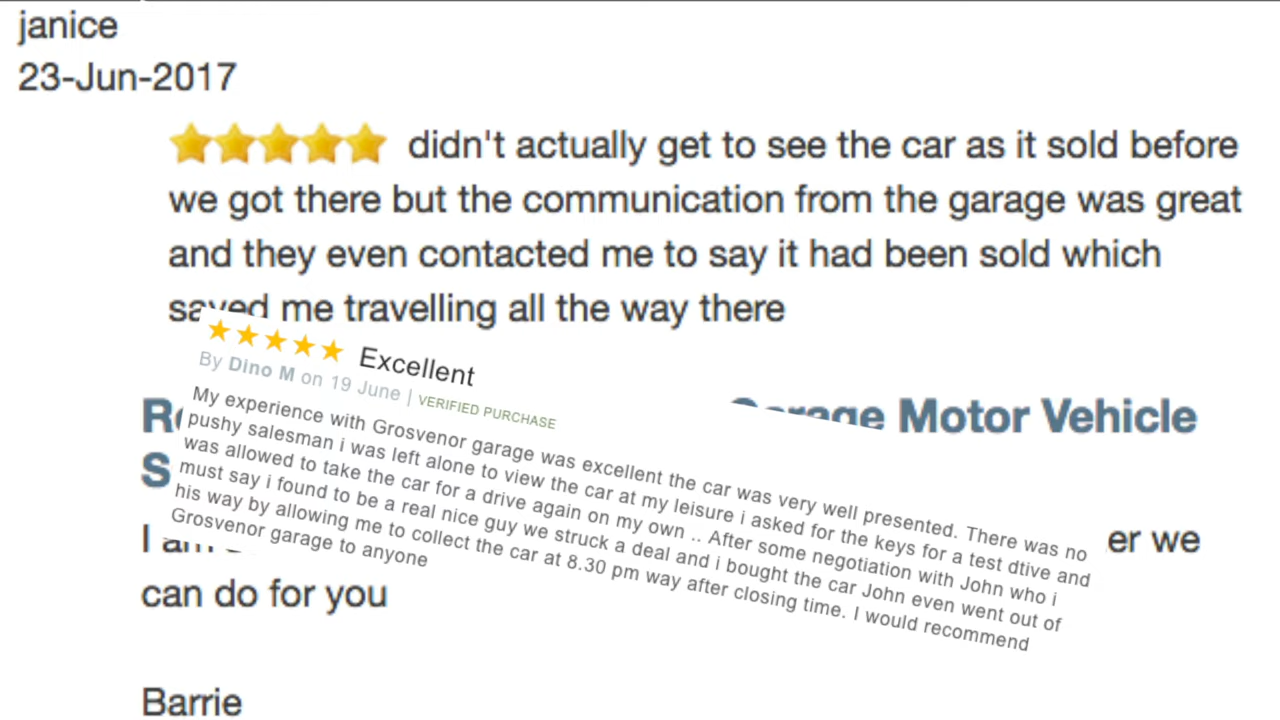 janice
23-Jun-2017
didn't actually get to see the car as it sold before
we got there but the communication from the garage was great
and they even contacted me to say it had been sold which
saved me travelling all the way there
Excellent
By Dino M on 19 June | VERIFIED PURCHASE
My experience with Grosvenor garage was excellent the car was very well presented. There was no
pushy salesman i was left alone to view the car at my leisure i asked for the keys for a test dtive and
was allowed to take the car for a drive again on my own .. After some negotiation with John who i
must say i found to be a real nice guy we struck a deal and i bought the car John even went out of
his way by allowing me to collect the car at 8.30 pm way after closing time. I would recommend
Grosvenor garage to anyone
Garage Motor Vehicle
I am
er we
can do for you
Barrie